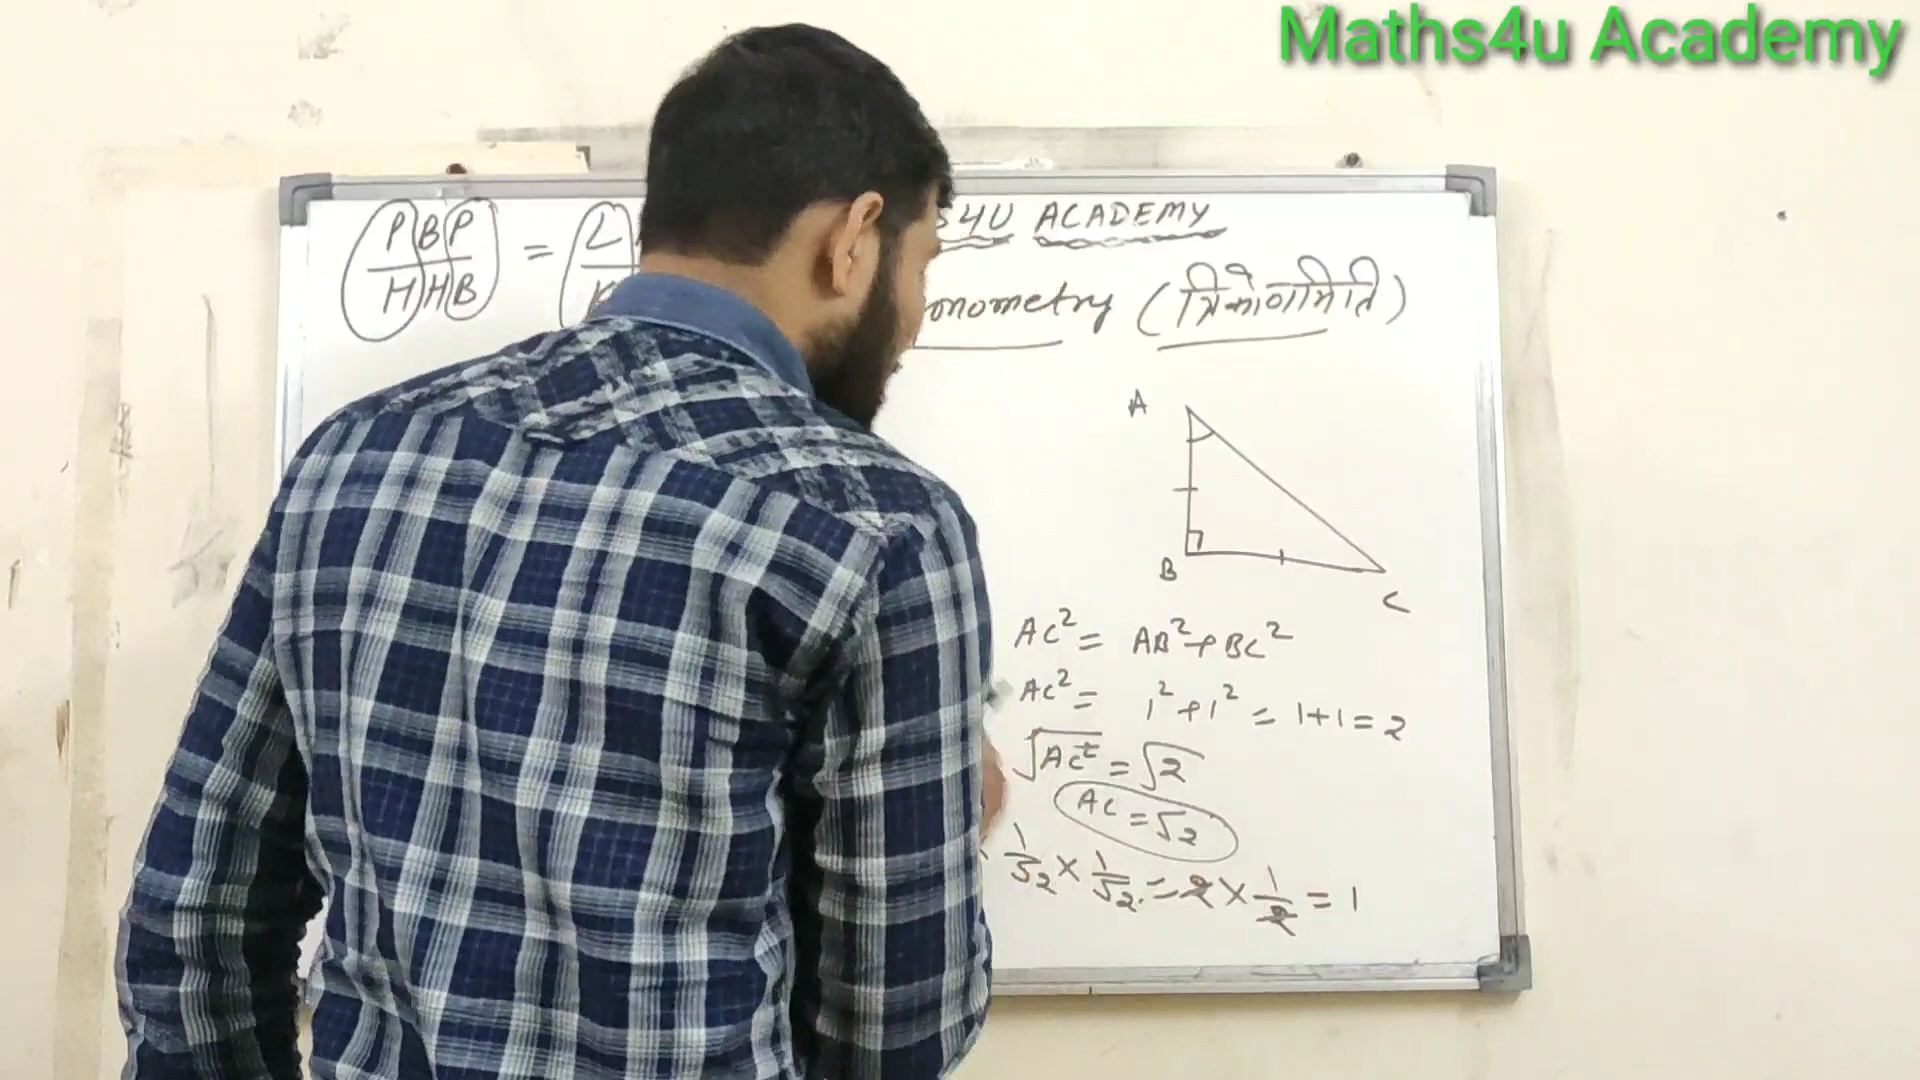 Maths4u Academy
S4U ACADEMY
P B P = L
H H B K
onometry (त्रिकोणमिति)
A
B
C
AC² = AB² + BC²
AC² = 1² + 1² = 1+1 = 2
√AC² = √2
AC = √2
1/√2 × 1/√2 = 2 × 1/2 = 1